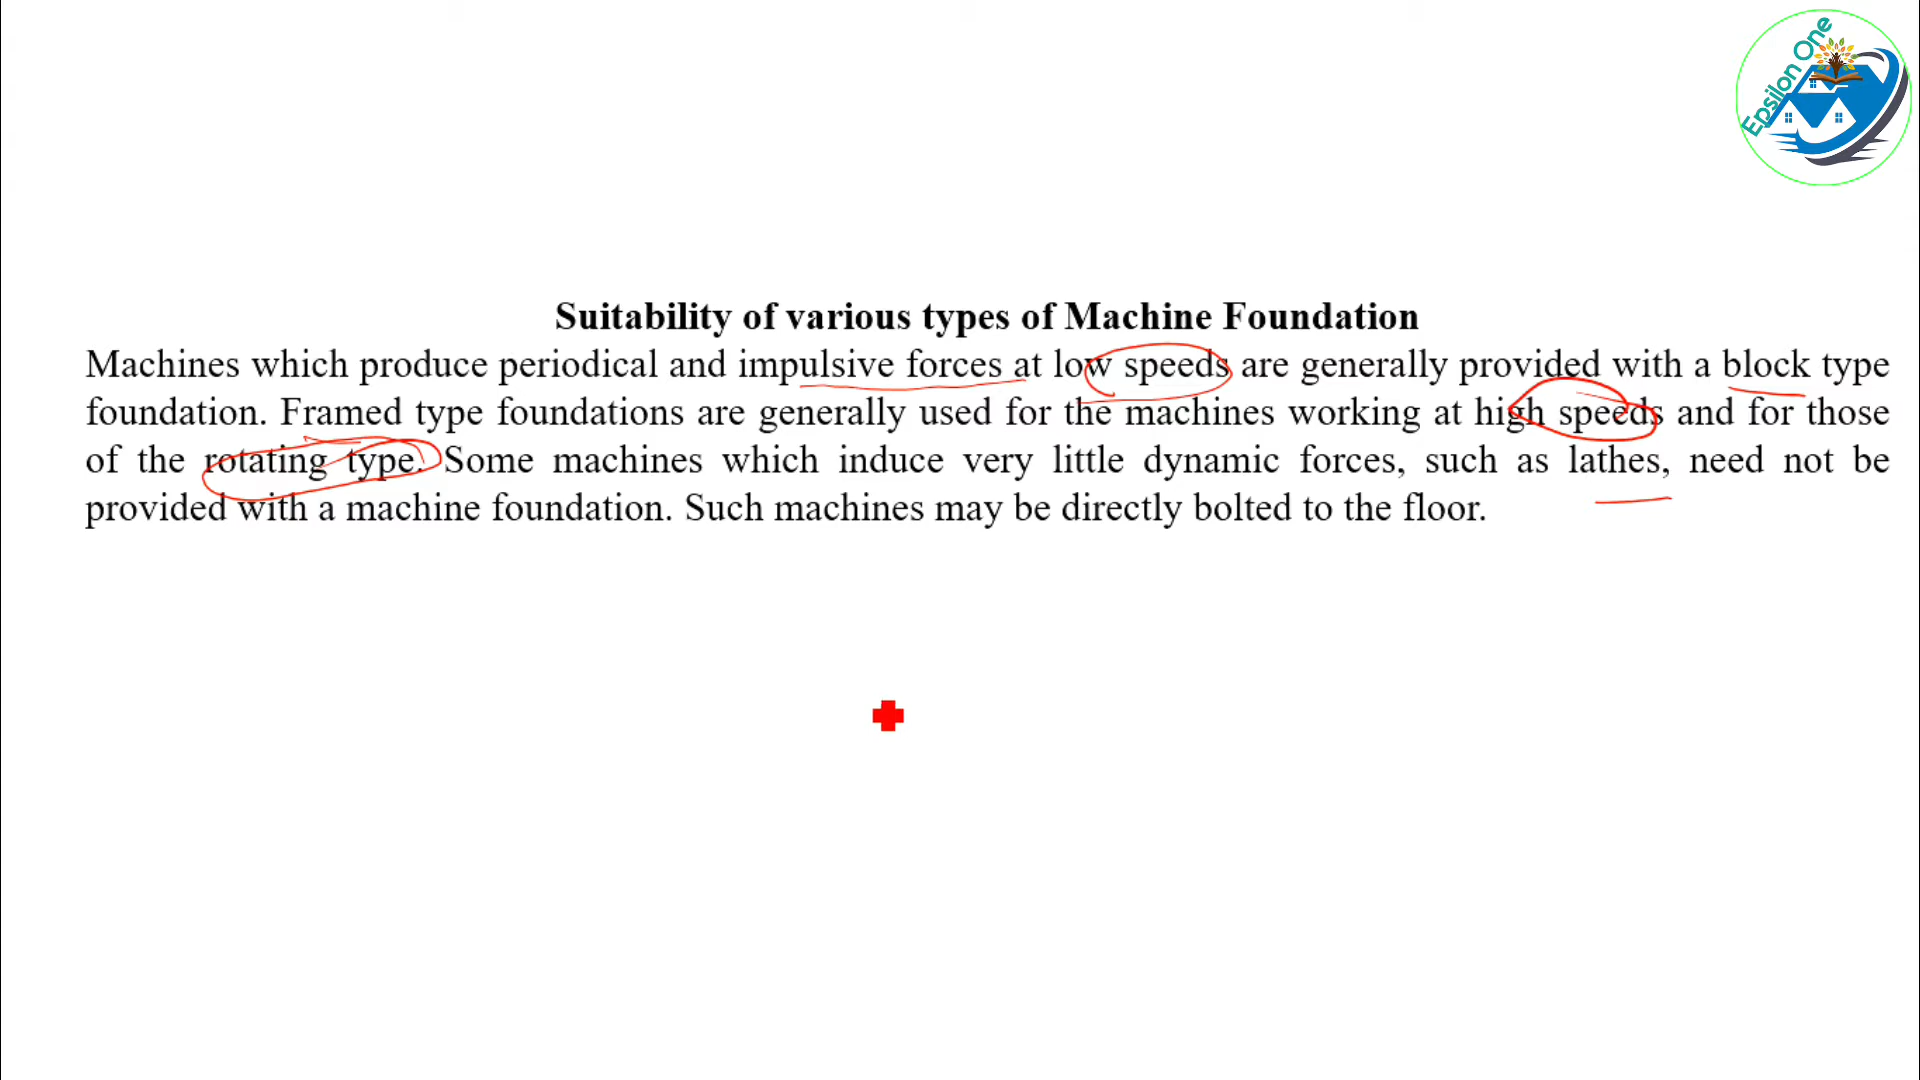 Epsilon One
Suitability of various types of Machine Foundation
Machines which produce periodical and impulsive forces at low speeds are generally provided with a block type
foundation. Framed type foundations are generally used for the machines working at high speeds and for those
of the rotating type. Some machines which induce very little dynamic forces, such as lathes, need not be
provided with a machine foundation. Such machines may be directly bolted to the floor.